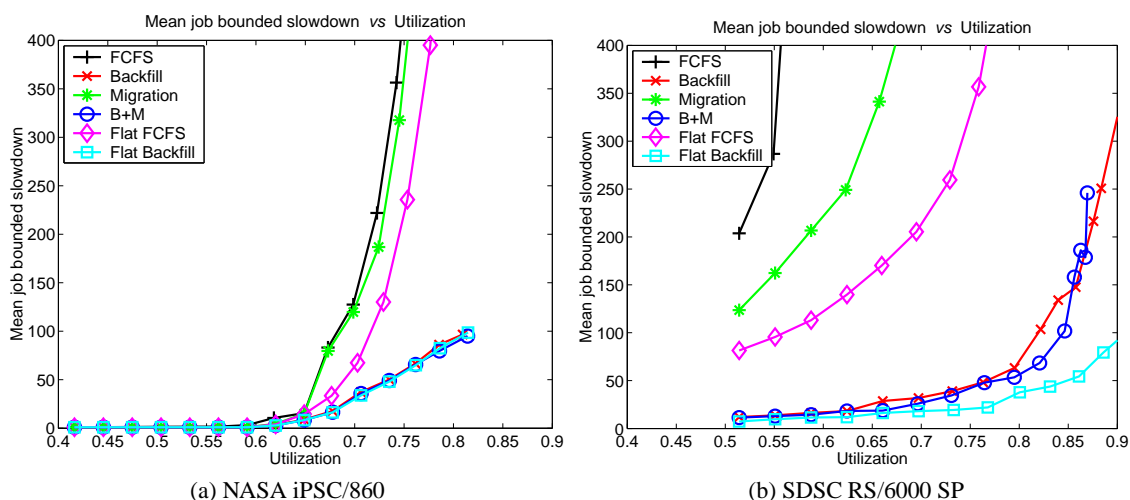 Mean job bounded slowdown vs Utilization
400
350
300
250
200
150
100
50
0
Mean job bounded slowdown
FCFS
Backfill
Migration
B+M
Flat FCFS
Flat Backfill
0.4 0.45 0.5 0.55 0.6 0.65 0.7 0.75 0.8 0.85 0.9
Utilization
(a) NASA iPSC/860
Mean job bounded slowdown vs Utilization
400
350
300
250
200
150
100
50
0
Mean job bounded slowdown
FCFS
Backfill
Migration
B+M
Flat FCFS
Flat Backfill
0.4 0.45 0.5 0.55 0.6 0.65 0.7 0.75 0.8 0.85 0.9
Utilization
(b) SDSC RS/6000 SP